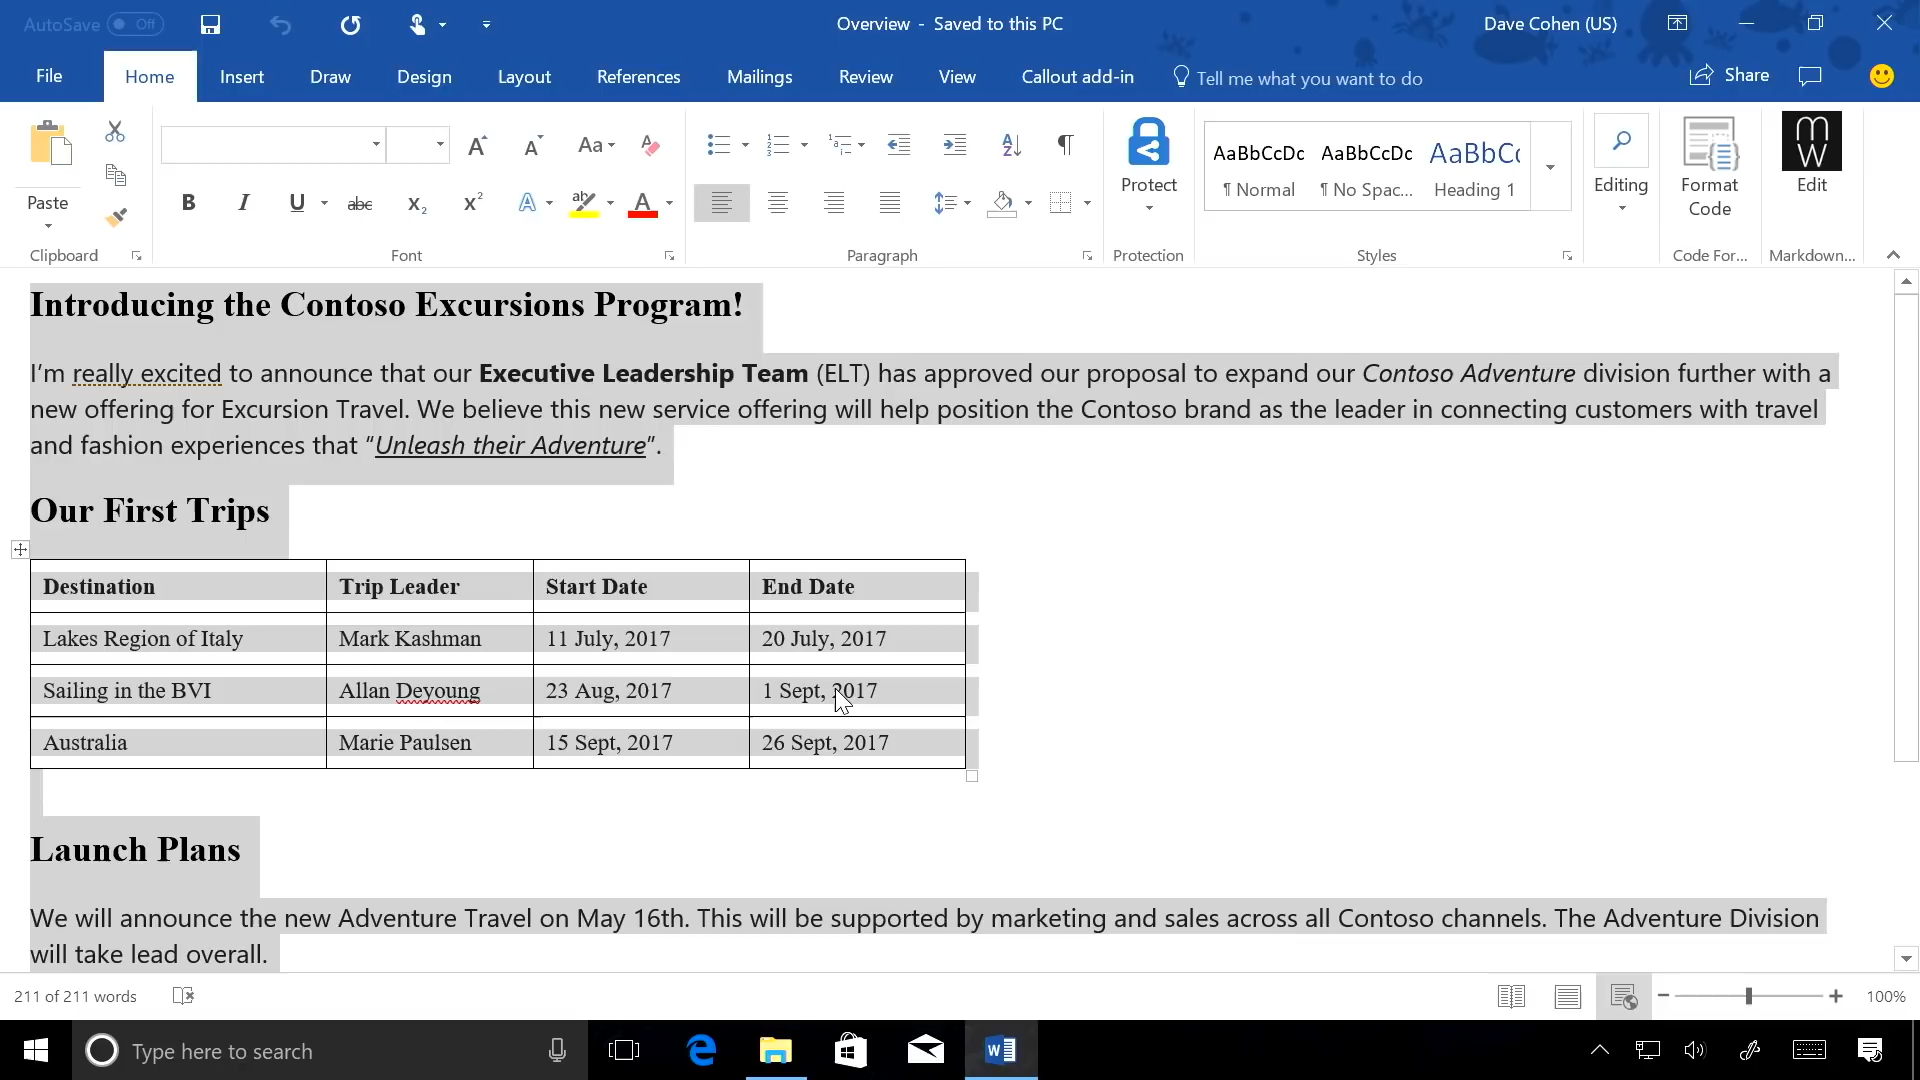 AutoSave Off
Overview - Saved to this PC
Dave Cohen (US)
File Home Insert Draw Design Layout References Mailings Review View Callout add-in Tell me what you want to do Share
Paste
Clipboard
Aa
B I U abc X₂ X² A ab A
Font
A Z ¶
Paragraph
Protect
Protection
AaBbCcDc AaBbCcDc AaBbCc
¶ Normal ¶ No Spac... Heading 1
Styles
Editing
Format
Code
Code For...
Edit
Markdown...
Introducing the Contoso Excursions Program!
I’m really excited to announce that our Executive Leadership Team (ELT) has approved our proposal to expand our Contoso Adventure division further with a
new offering for Excursion Travel. We believe this new service offering will help position the Contoso brand as the leader in connecting customers with travel
and fashion experiences that “Unleash their Adventure”.
Our First Trips
Destination Trip Leader Start Date End Date
Lakes Region of Italy Mark Kashman 11 July, 2017 20 July, 2017
Sailing in the BVI Allan Deyoung 23 Aug, 2017 1 Sept, 2017
Australia Marie Paulsen 15 Sept, 2017 26 Sept, 2017
Launch Plans
We will announce the new Adventure Travel on May 16th. This will be supported by marketing and sales across all Contoso channels. The Adventure Division
will take lead overall.
211 of 211 words
100%
Type here to search